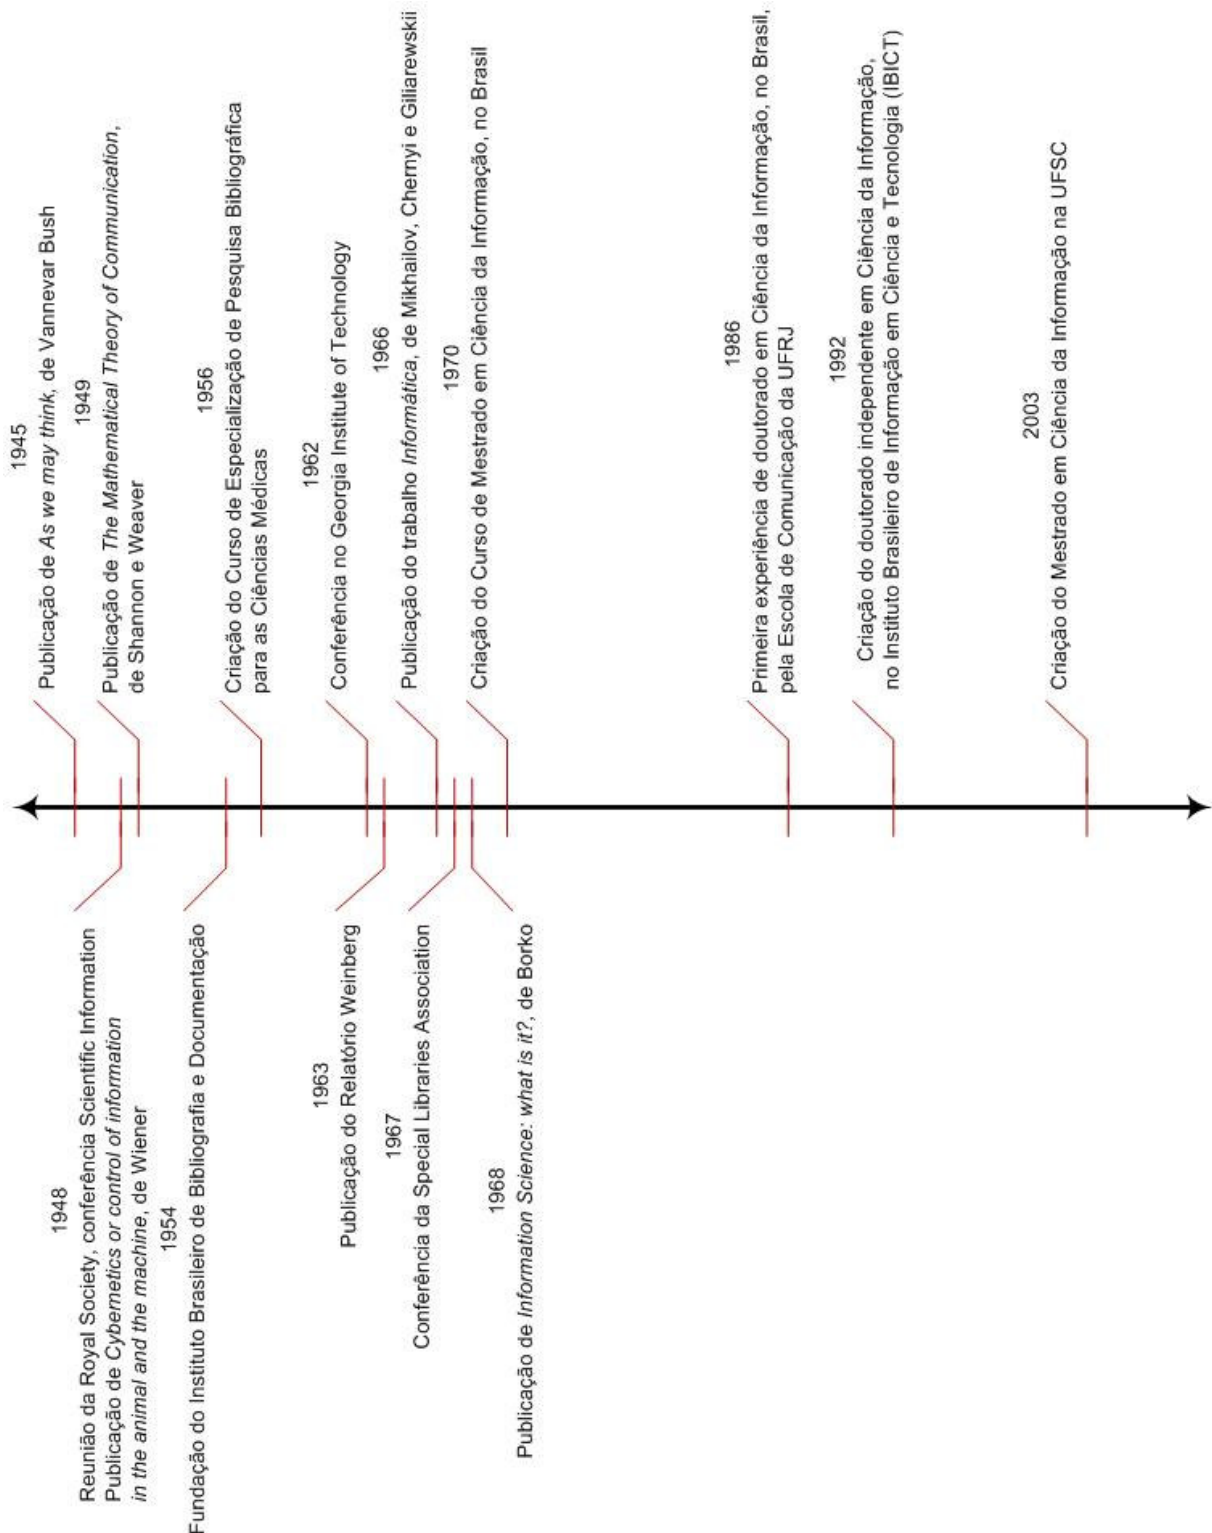 1945
Publicação de As we may think, de Vannevar Bush
1949
Publicação de The Mathematical Theory of Communication,
de Shannon e Weaver
1956
Criação do Curso de Especialização de Pesquisa Bibliográfica
para as Ciências Médicas
1962
Conferência no Georgia Institute of Technology
1966
Publicação do trabalho Informática, de Mikhailov, Chernyi e Giliarewskii
1970
Criação do Curso de Mestrado em Ciência da Informação, no Brasil
1986
Primeira experiência de doutorado em Ciência da Informação, no Brasil,
pela Escola de Comunicação da UFRJ
1992
Criação do doutorado independente em Ciência da Informação,
no Instituto Brasileiro de Informação em Ciência e Tecnologia (IBICT)
2003
Criação do Mestrado em Ciência da Informação na UFSC
1948
Reunião da Royal Society, conferência Scientific Information
Publicação de Cybernetics or control of information
in the animal and the machine, de Wiener
1954
Fundação do Instituto Brasileiro de Bibliografia e Documentação
1963
Publicação do Relatório Weinberg
1967
Conferência da Special Libraries Association
1968
Publicação de Information Science: what is it?, de Borko